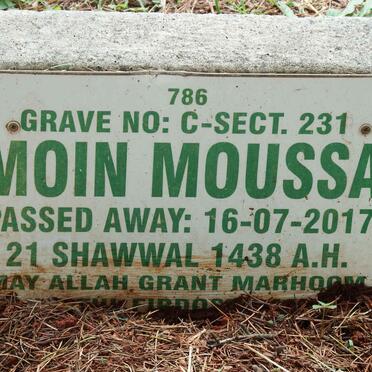 786
GRAVE NO: C-SECT. 231
MOIN MOUSSA
PASSED AWAY: 16-07-2017
21 SHAWWAL 1438 A.H.
MAY ALLAH GRANT MARHOOM